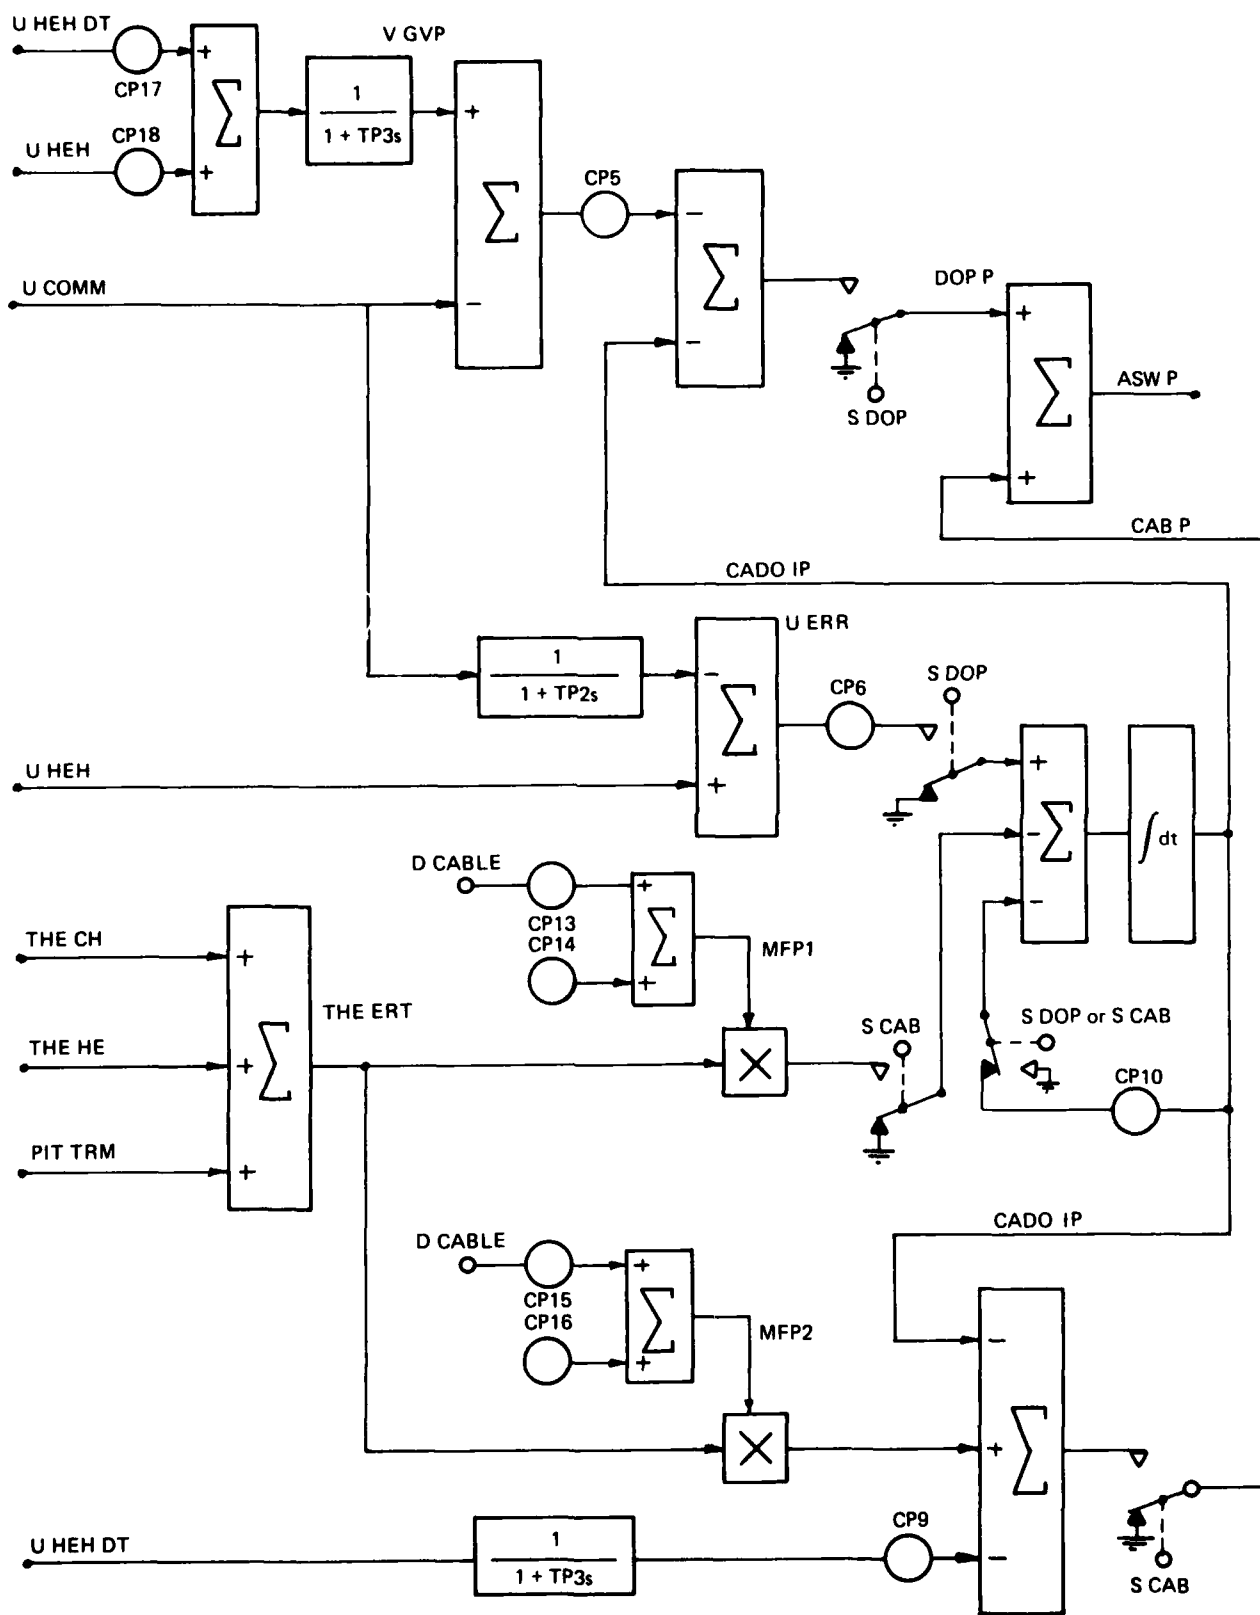 U HEH DT
V GVP
CP17
+
∑
1
1 + TP3s
+
CP18
U HEH
+
CP5
∑
−
∑
U COMM
−
DOP P
+
−
S DOP
∑
ASW P
+
CAB P
CADO IP
U ERR
1
1 + TP2s
−
∑
CP6
S DOP
U HEH
+
+
−
∑
∫ dt
−
D CABLE
+
CP13
CP14
∑
MFP1
+
THE CH
+
THE ERT
THE HE
+
∑
×
S CAB
S DOP or S CAB
CP10
PIT TRM
+
CADO IP
D CABLE
+
CP15
CP16
∑
MFP2
+
−
×
+
∑
U HEH DT
1
1 + TP3s
CP9
−
S CAB